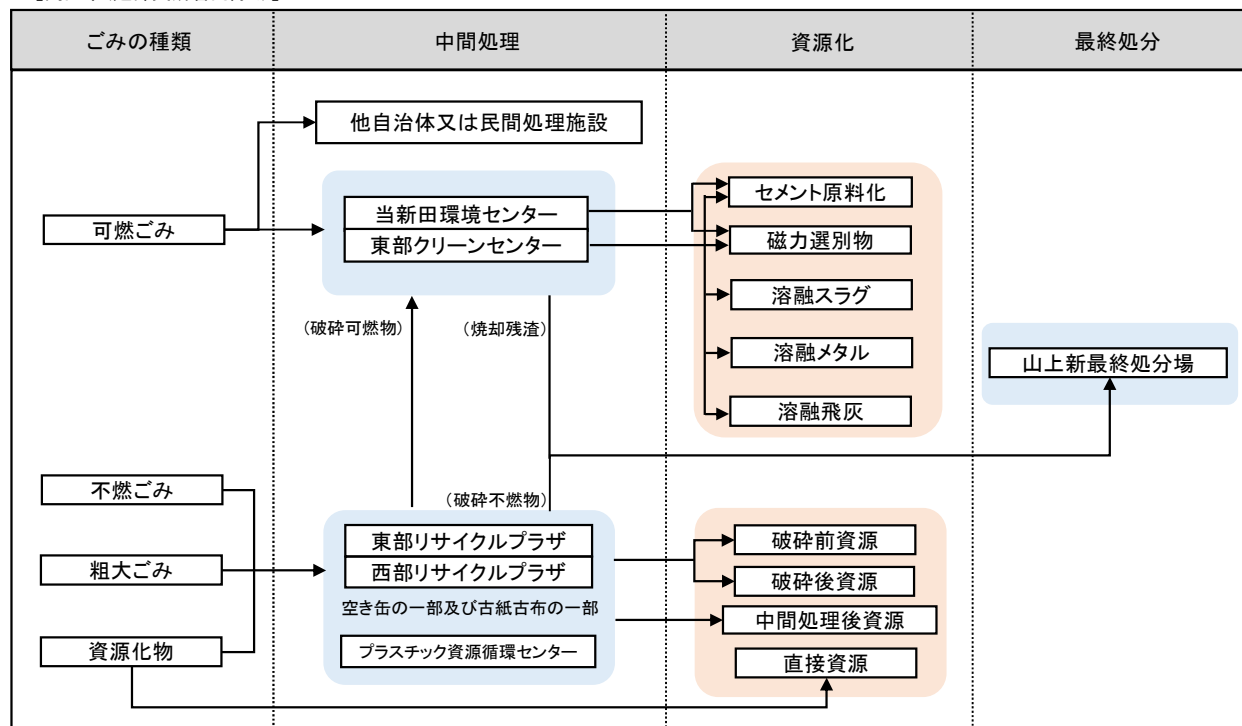 ごみの種類
中間処理
資源化
最終処分
他自治体又は民間処理施設
可燃ごみ
当新田環境センター
東部クリーンセンター
セメント原料化
磁力選別物
溶融スラグ
溶融メタル
溶融飛灰
(破砕可燃物)
(焼却残渣)
山上新最終処分場
不燃ごみ
粗大ごみ
資源化物
(破砕不燃物)
東部リサイクルプラザ
西部リサイクルプラザ
空き缶の一部及び古紙古布の一部
プラスチック資源循環センター
破砕前資源
破砕後資源
中間処理後資源
直接資源